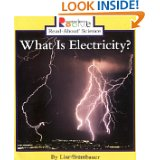 LOOK INSIDE!
Rookie
Read-About® Science
What Is Electricity?
By Lisa Trumbauer